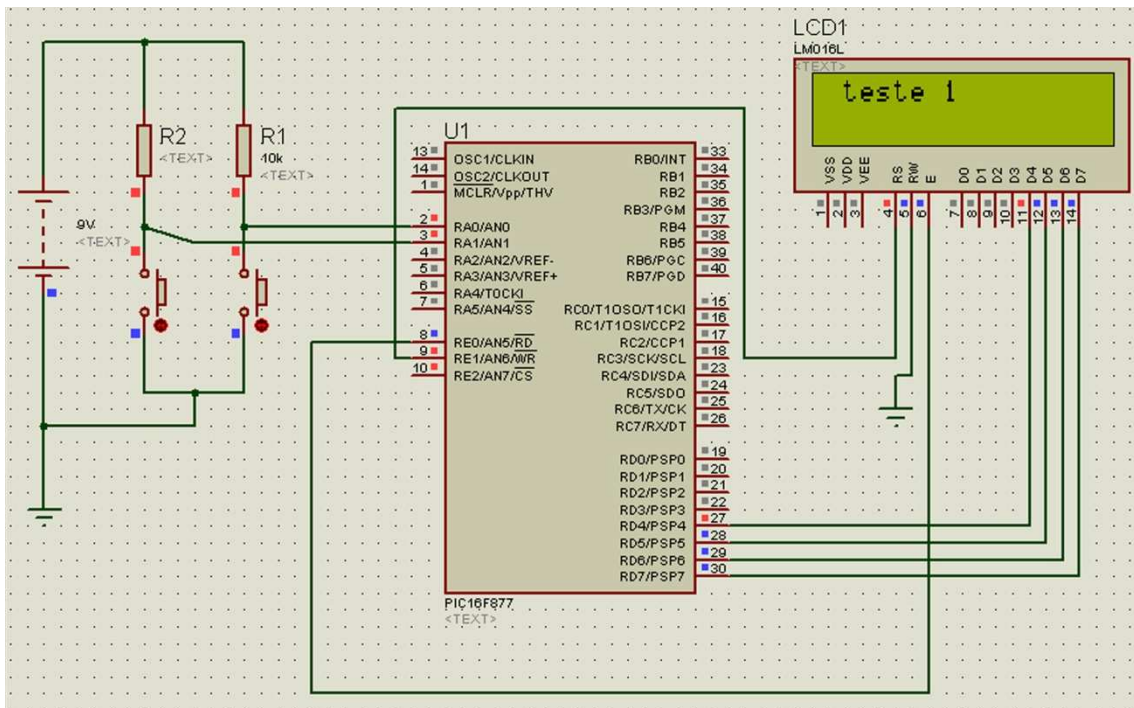 LCD1
LM016L
<TEXT>
teste 1
VSS
VDD
VEE
RS
RW
E
D0
D1
D2
D3
D4
D5
D6
D7
1
2
3
4
5
6
7
8
9
10
11
12
13
14
R2
<TEXT>
R1
10k
<TEXT>
9V
<TEXT>
U1
13 OSC1/CLKIN
14 OSC2/CLKOUT
1 MCLR/Vpp/THV
2 RA0/AN0
3 RA1/AN1
4 RA2/AN2/VREF-
5 RA3/AN3/VREF+
6 RA4/T0CKI
7 RA5/AN4/SS
8 RE0/AN5/RD
9 RE1/AN6/WR
10 RE2/AN7/CS
RB0/INT 33
RB1 34
RB2 35
RB3/PGM 36
RB4 37
RB5 38
RB6/PGC 39
RB7/PGD 40
RC0/T1OSO/T1CKI 15
RC1/T1OSI/CCP2 16
RC2/CCP1 17
RC3/SCK/SCL 18
RC4/SDI/SDA 23
RC5/SDO 24
RC6/TX/CK 25
RC7/RX/DT 26
RD0/PSP0 19
RD1/PSP1 20
RD2/PSP2 21
RD3/PSP3 22
RD4/PSP4 27
RD5/PSP5 28
RD6/PSP6 29
RD7/PSP7 30
PIC16F877
<TEXT>